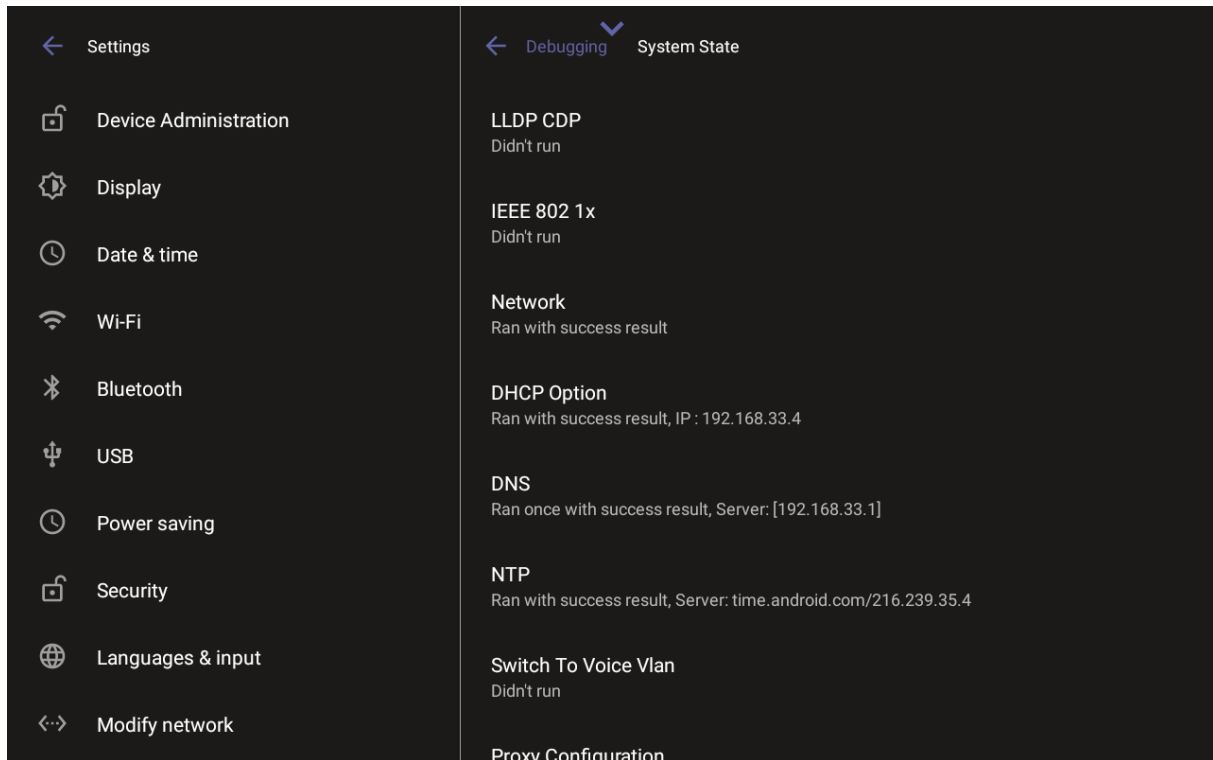 Settings
Device Administration
Display
Date & time
Wi-Fi
Bluetooth
USB
Power saving
Security
Languages & input
Modify network
Debugging System State
LLDP CDP
Didn't run
IEEE 802 1x
Didn't run
Network
Ran with success result
DHCP Option
Ran with success result, IP : 192.168.33.4
DNS
Ran once with success result, Server: [192.168.33.1]
NTP
Ran with success result, Server: time.android.com/216.239.35.4
Switch To Voice Vlan
Didn't run
Proxy Configuration